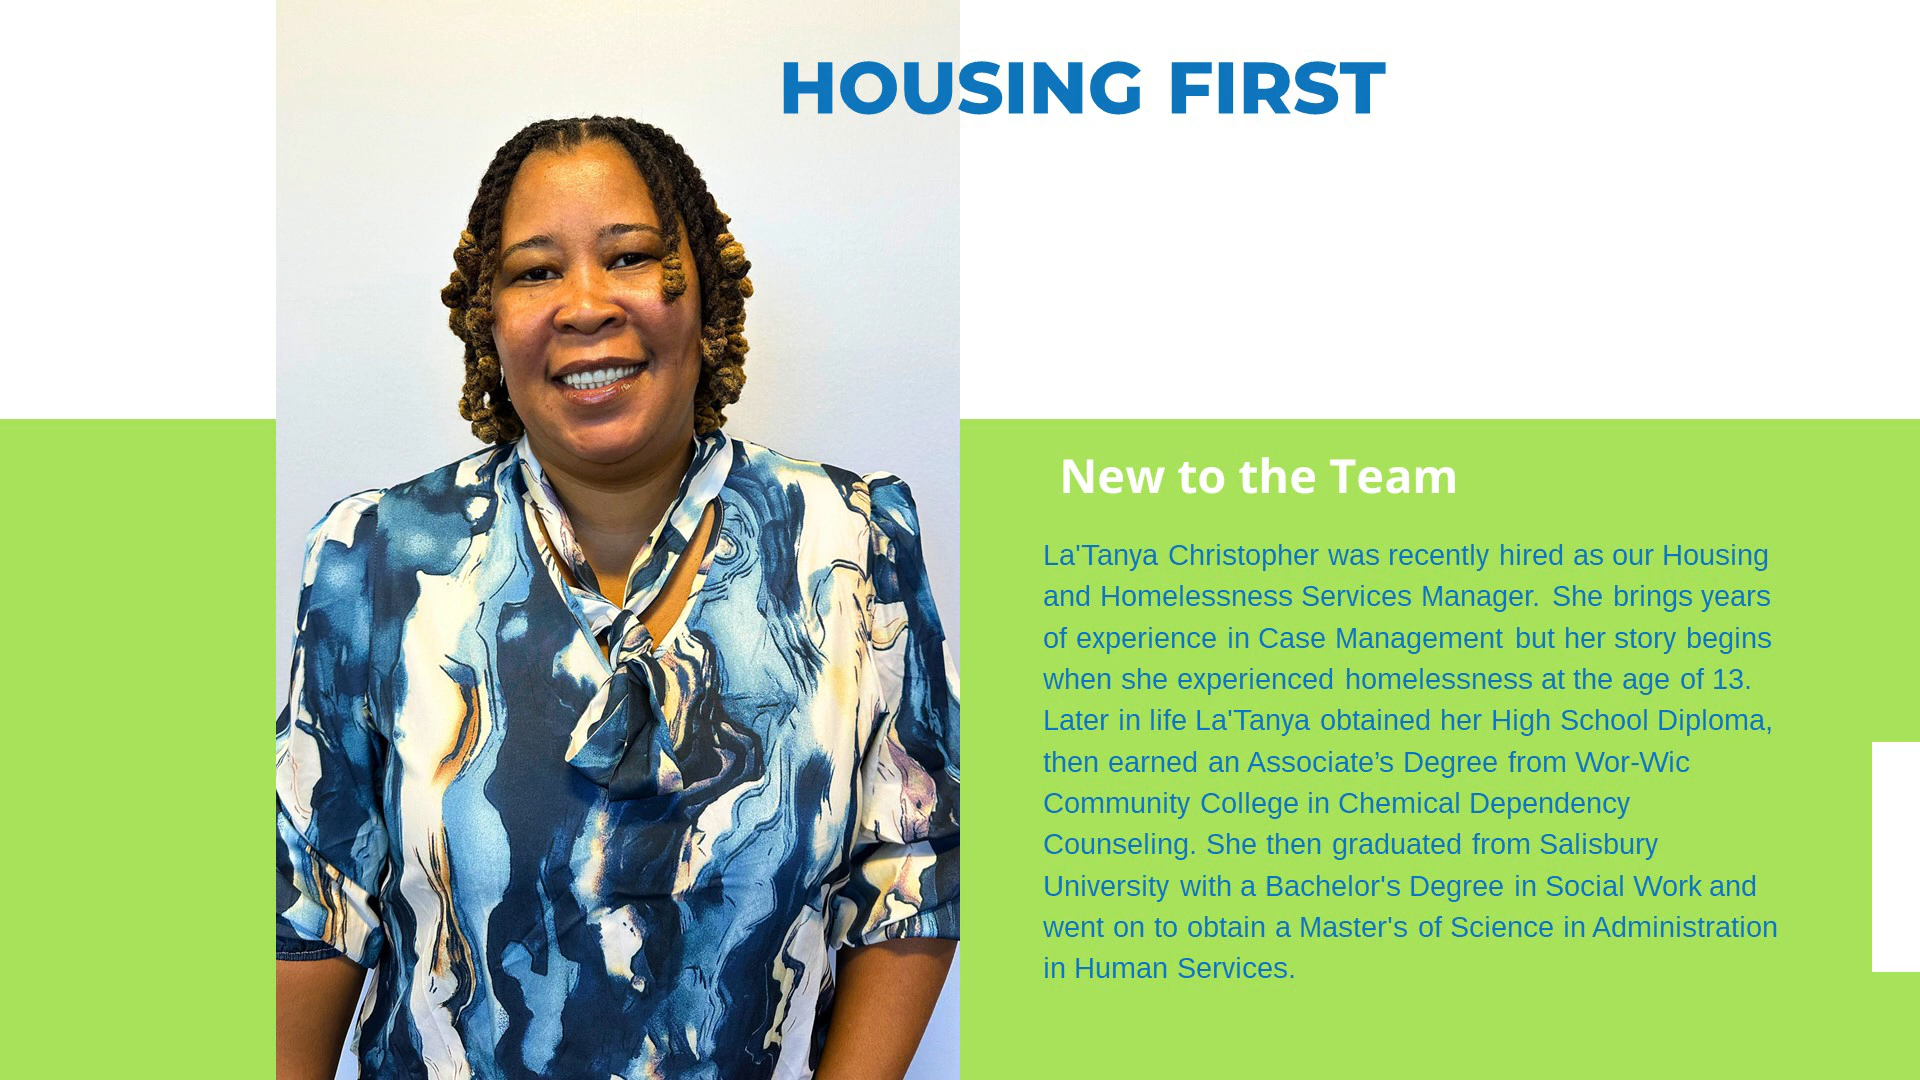 HOUSING FIRST
New to the Team
La'Tanya Christopher was recently hired as our Housing
and Homelessness Services Manager. She brings years
of experience in Case Management but her story begins
when she experienced homelessness at the age of 13.
Later in life La'Tanya obtained her High School Diploma,
then earned an Associate’s Degree from Wor-Wic
Community College in Chemical Dependency
Counseling. She then graduated from Salisbury
University with a Bachelor's Degree in Social Work and
went on to obtain a Master's of Science in Administration
in Human Services.